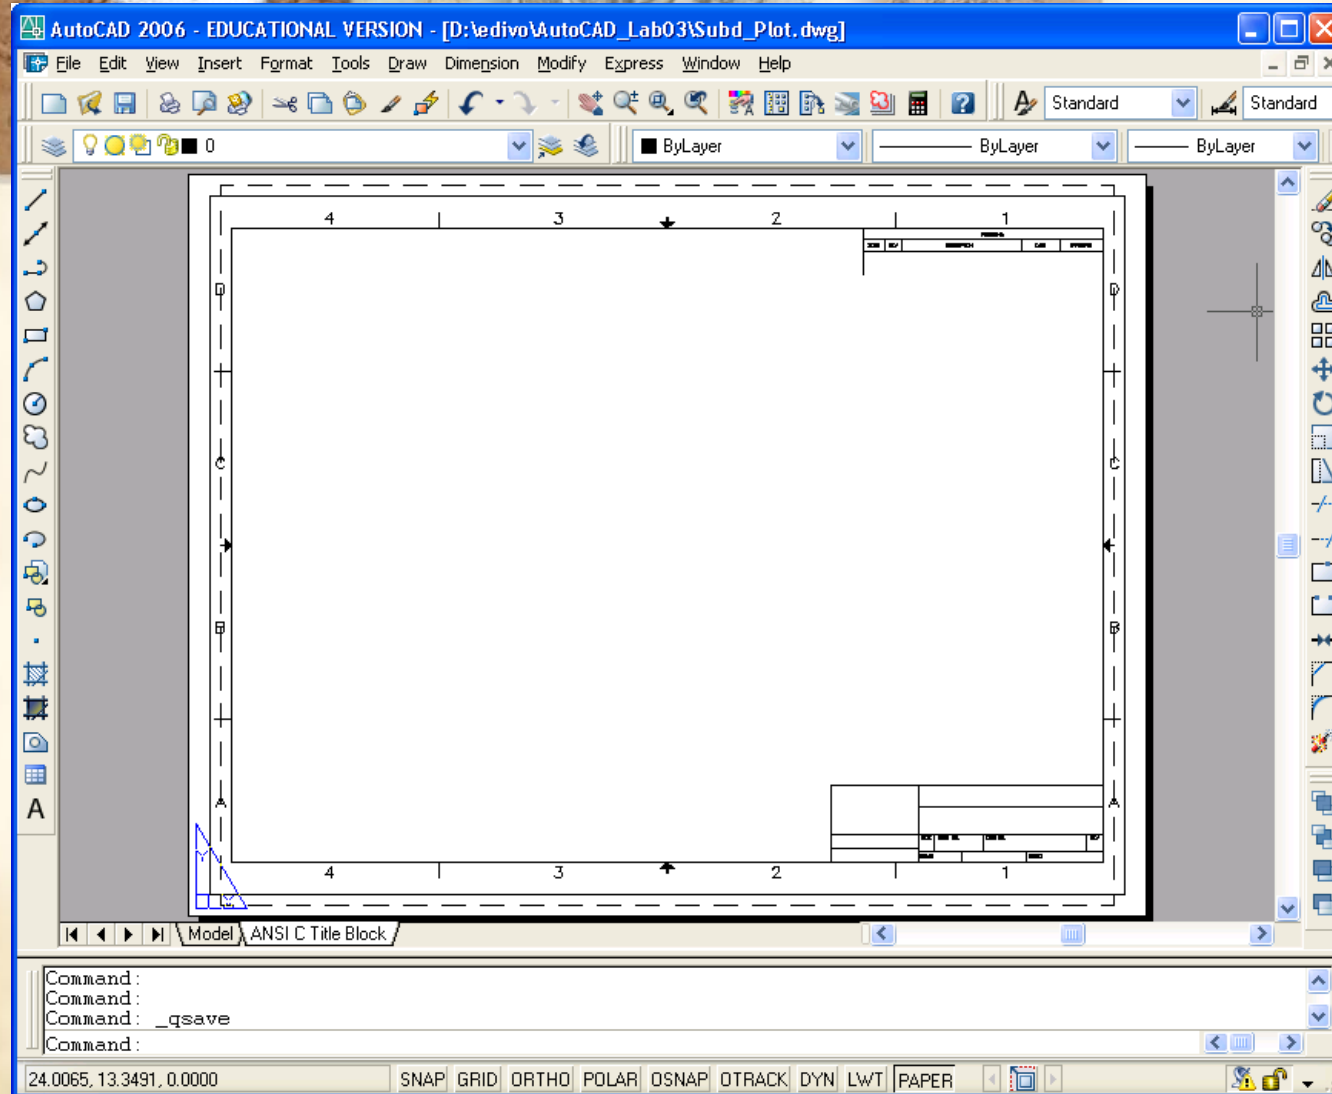 AutoCAD 2006 - EDUCATIONAL VERSION - [D:\edivo\AutoCAD_Lab03\Subd_Plot.dwg]
File Edit View Insert Format Tools Draw Dimension Modify Express Window Help
Standard Standard
0 ByLayer ByLayer ByLayer
4 3 2 1
D D
C C
B B
A A
4 3 2 1
Y
X
Model ANSI C Title Block
Command:
Command:
Command: _qsave
Command:
24.0065, 13.3491, 0.0000 SNAP GRID ORTHO POLAR OSNAP OTRACK DYN LWT PAPER